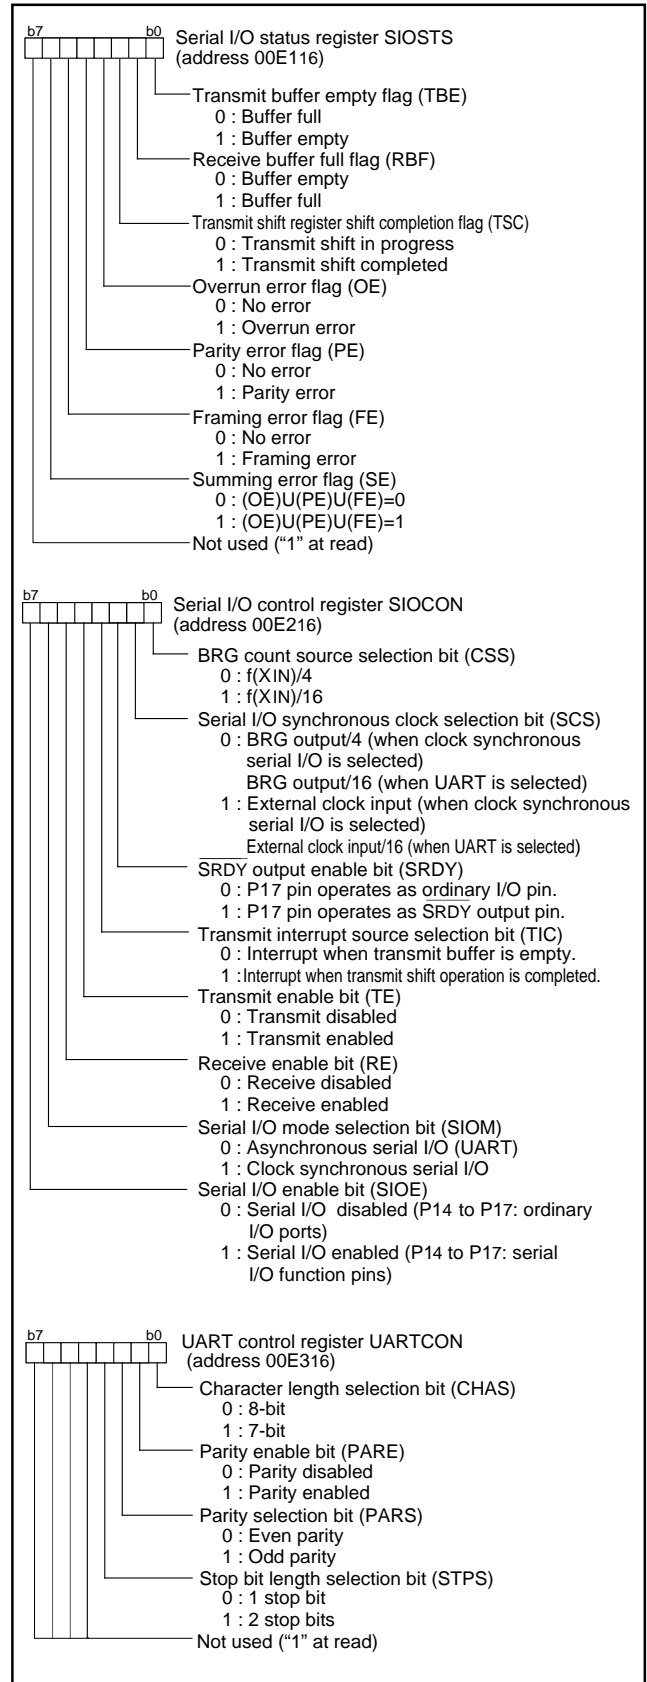 b7 b0 Serial I/O status register SIOSTS
(address 00E116)
Transmit buffer empty flag (TBE)
0 : Buffer full
1 : Buffer empty
Receive buffer full flag (RBF)
0 : Buffer empty
1 : Buffer full
Transmit shift register shift completion flag (TSC)
0 : Transmit shift in progress
1 : Transmit shift completed
Overrun error flag (OE)
0 : No error
1 : Overrun error
Parity error flag (PE)
0 : No error
1 : Parity error
Framing error flag (FE)
0 : No error
1 : Framing error
Summing error flag (SE)
0 : (OE)U(PE)U(FE)=0
1 : (OE)U(PE)U(FE)=1
Not used (“1” at read)
b7 b0 Serial I/O control register SIOCON
(address 00E216)
BRG count source selection bit (CSS)
0 : f(XIN)/4
1 : f(XIN)/16
Serial I/O synchronous clock selection bit (SCS)
0 : BRG output/4 (when clock synchronous
serial I/O is selected)
BRG output/16 (when UART is selected)
1 : External clock input (when clock synchronous
serial I/O is selected)
External clock input/16 (when UART is selected)
SRDY output enable bit (SRDY)
0 : P17 pin operates as ordinary I/O pin.
1 : P17 pin operates as SRDY output pin.
Transmit interrupt source selection bit (TIC)
0 : Interrupt when transmit buffer is empty.
1 : Interrupt when transmit shift operation is completed.
Transmit enable bit (TE)
0 : Transmit disabled
1 : Transmit enabled
Receive enable bit (RE)
0 : Receive disabled
1 : Receive enabled
Serial I/O mode selection bit (SIOM)
0 : Asynchronous serial I/O (UART)
1 : Clock synchronous serial I/O
Serial I/O enable bit (SIOE)
0 : Serial I/O disabled (P14 to P17: ordinary
I/O ports)
1 : Serial I/O enabled (P14 to P17: serial
I/O function pins)
b7 b0 UART control register UARTCON
(address 00E316)
Character length selection bit (CHAS)
0 : 8-bit
1 : 7-bit
Parity enable bit (PARE)
0 : Parity disabled
1 : Parity enabled
Parity selection bit (PARS)
0 : Even parity
1 : Odd parity
Stop bit length selection bit (STPS)
0 : 1 stop bit
1 : 2 stop bits
Not used (“1” at read)